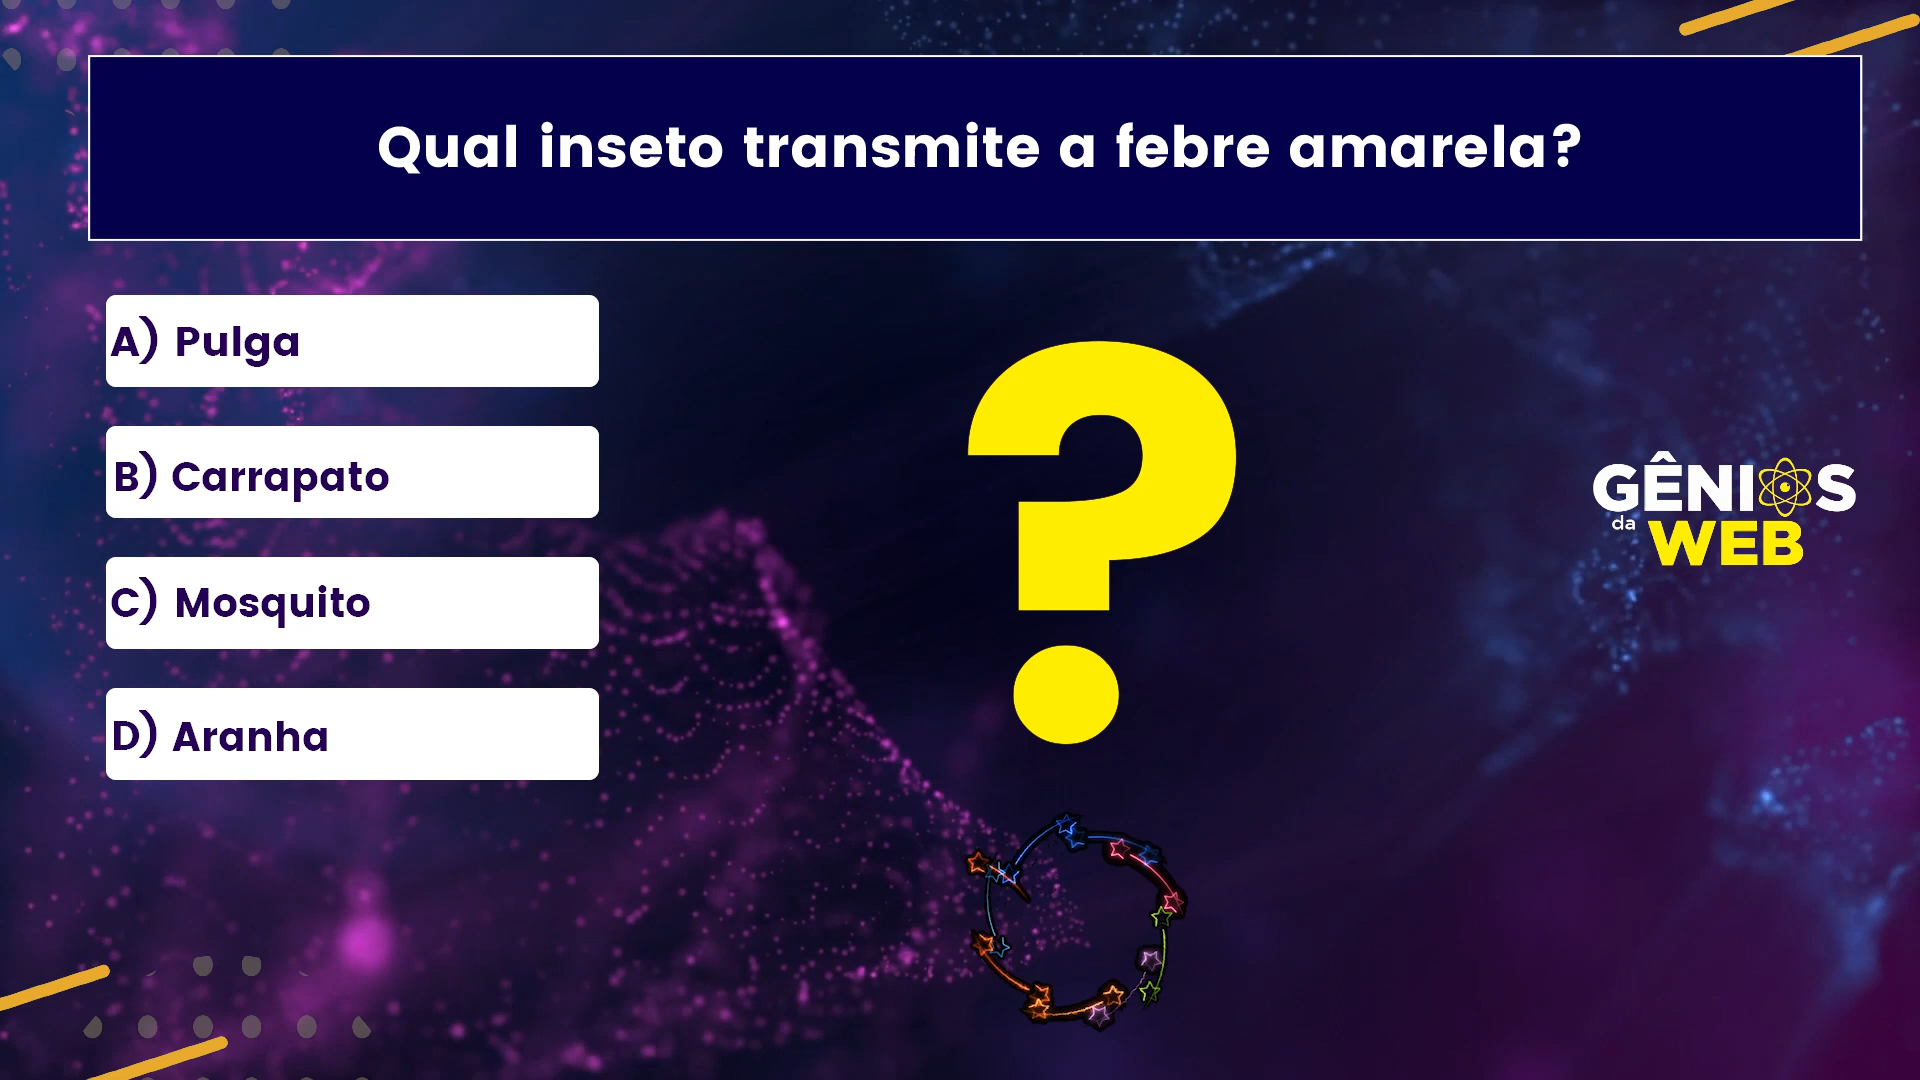 Qual inseto transmite a febre amarela?
A) Pulga
B) Carrapato
C) Mosquito
D) Aranha
?
GÊNIOS
da WEB